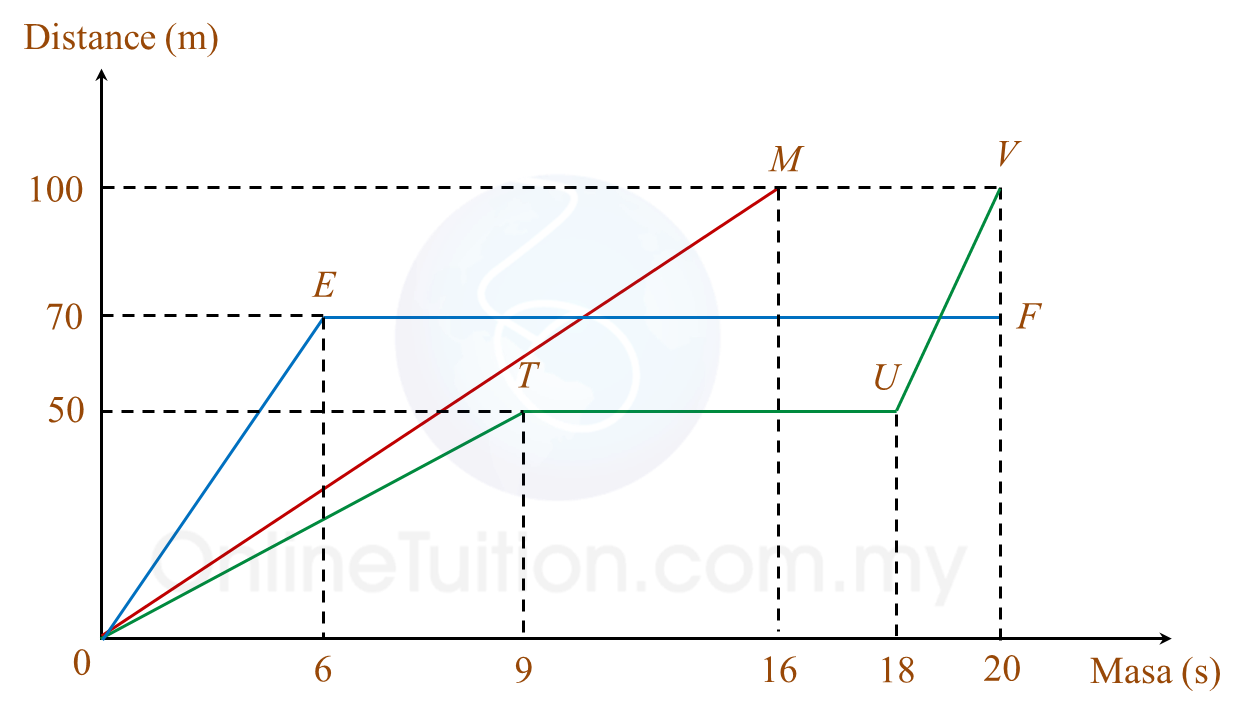 Distance (m)
M
V
100
E
70
F
T
U
50
OnlineTuition.com.my
0
6
9
16
18
20
Masa (s)